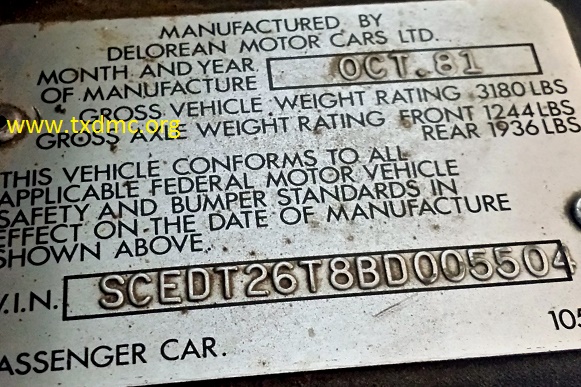 MANUFACTURED BY
DELOREAN MOTOR CARS LTD.
MONTH AND YEAR
OF MANUFACTURE OCT.81
GROSS VEHICLE WEIGHT RATING 3180 LBS
GROSS AXLE WEIGHT RATING FRONT 1244 LBS
REAR 1936 LBS
www.txdmc.org
THIS VEHICLE CONFORMS TO ALL
APPLICABLE FEDERAL MOTOR VEHICLE
SAFETY AND BUMPER STANDARDS IN
EFFECT ON THE DATE OF MANUFACTURE
SHOWN ABOVE.
V.I.N. SCEDT26T8BD005504
ASSENGER CAR. 105